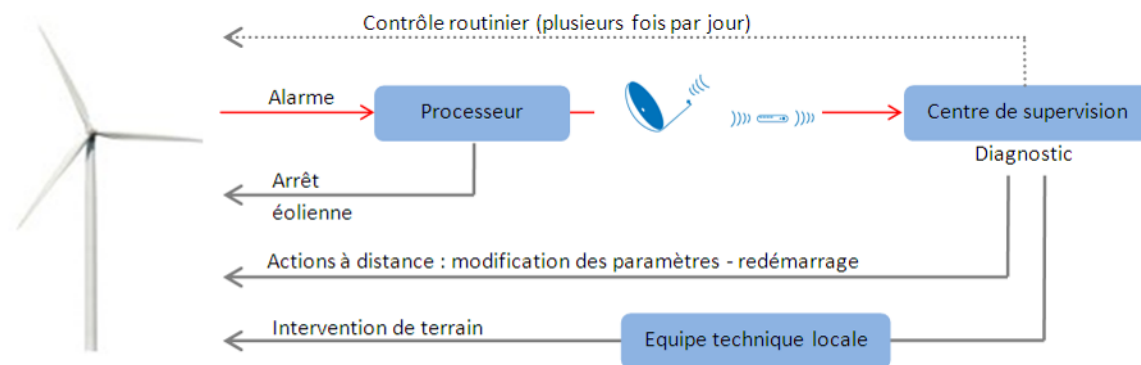 Contrôle routinier (plusieurs fois par jour)
Alarme
Processeur
Centre de supervision
Diagnostic
Arrêt
éolienne
Actions à distance : modification des paramètres - redémarrage
Intervention de terrain
Equipe technique locale